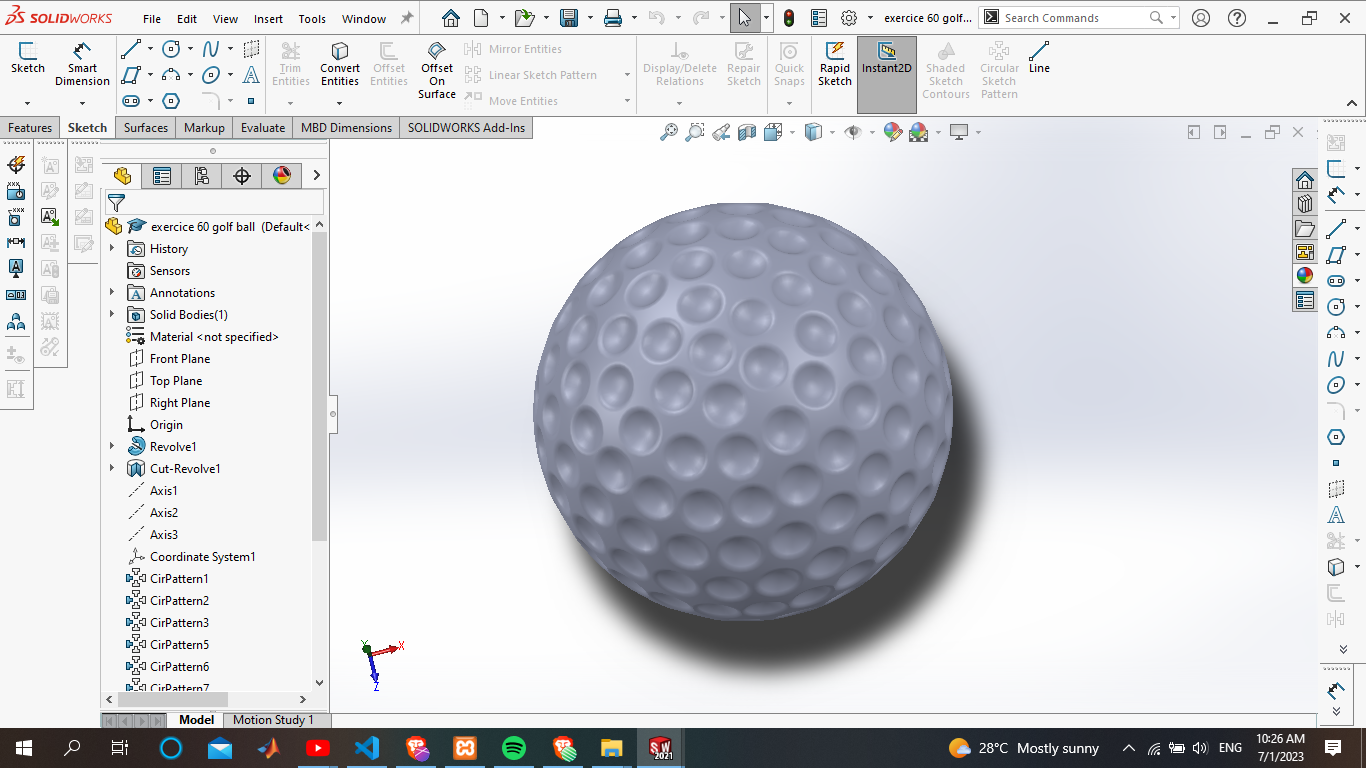 SOLIDWORKS File Edit View Insert Tools Window exercice 60 golf... Search Commands
Sketch Smart Dimension Trim Entities Convert Entities Offset Entities Offset On Surface Mirror Entities Linear Sketch Pattern Move Entities Display/Delete Relations Repair Sketch Quick Snaps Rapid Sketch Instant2D Shaded Sketch Contours Circular Sketch Pattern Line
Features Sketch Surfaces Markup Evaluate MBD Dimensions SOLIDWORKS Add-Ins
exercice 60 golf ball (Default<
History
Sensors
Annotations
Solid Bodies(1)
Material <not specified>
Front Plane
Top Plane
Right Plane
Origin
Revolve1
Cut-Revolve1
Axis1
Axis2
Axis3
Coordinate System1
CirPattern1
CirPattern2
CirPattern3
CirPattern5
CirPattern6
CirPattern7
Y X
Z
Model Motion Study 1
SW 2021 28°C Mostly sunny ENG 10:26 AM
7/1/2023